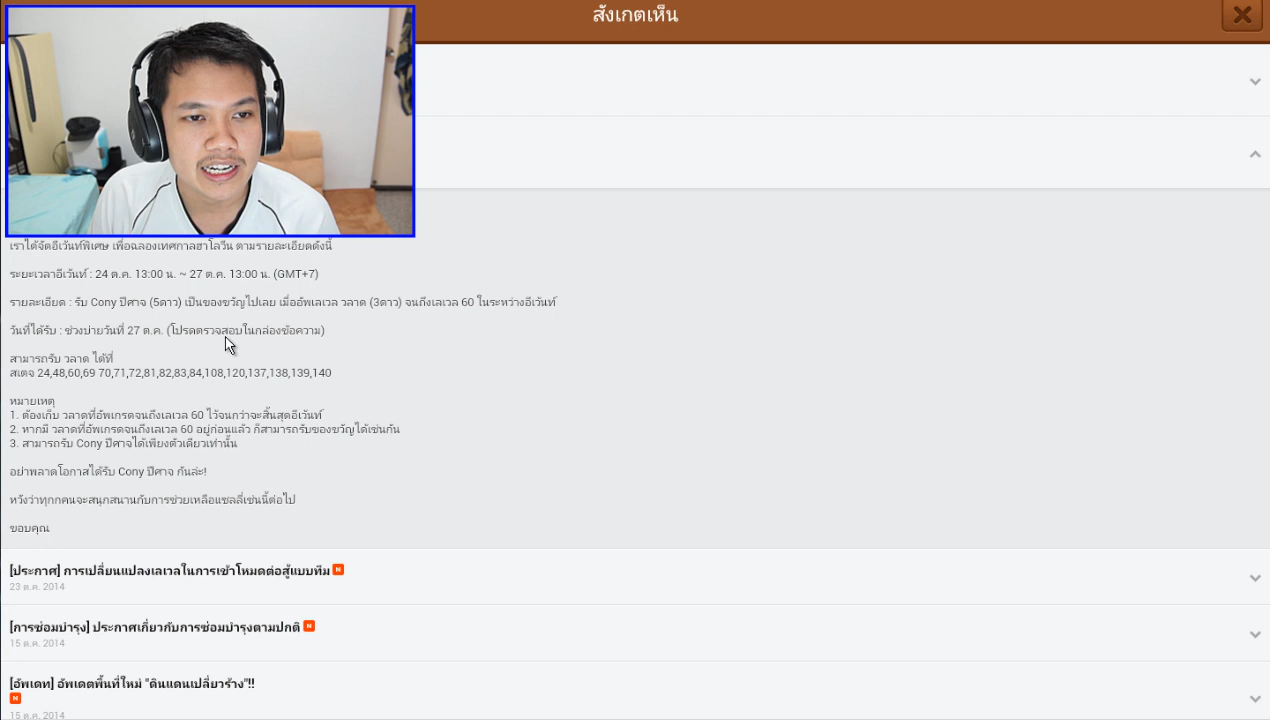 สังเกตเห็น
เราได้จัดอีเว้นท์พิเศษ เพื่อฉลองเทศกาลฮาโลวีน ตามรายละเอียดดังนี้
ระยะเวลาอีเว้นท์ : 24 ต.ค. 13:00 น. ~ 27 ต.ค. 13:00 น. (GMT+7)
รายละเอียด : รับ Cony ปีศาจ (5ดาว) เป็นของขวัญไปเลย เมื่ออัพเลเวล วลาด (3ดาว) จนถึงเลเวล 60 ในระหว่างอีเว้นท์
วันที่ได้รับ : ช่วงบ่ายวันที่ 27 ต.ค. (โปรดตรวจสอบในกล่องข้อความ)
สามารถรับ วลาด ได้ที่
สเตจ 24,48,60,69 70,71,72,81,82,83,84,108,120,137,138,139,140
หมายเหตุ
1. ต้องเก็บ วลาดที่อัพเกรดจนถึงเลเวล 60 ไว้จนกว่าจะสิ้นสุดอีเว้นท์
2. หากมี วลาดที่อัพเกรดจนถึงเลเวล 60 อยู่ก่อนแล้ว ก็สามารถรับของขวัญได้เช่นกัน
3. สามารถรับ Cony ปีศาจได้เพียงตัวเดียวเท่านั้น
อย่าพลาดโอกาสได้รับ Cony ปีศาจ กันล่ะ!
หวังว่าทุกกคนจะสนุกสนานกับการช่วยเหลือแซลลี่เช่นนี้ต่อไป
ขอบคุณ
[ประกาศ] การเปลี่ยนแปลงเลเวลในการเข้าโหมดต่อสู้แบบทีม N
23 ต.ค. 2014
[การซ่อมบำรุง] ประกาศเกี่ยวกับการซ่อมบำรุงตามปกติ N
15 ต.ค. 2014
[อัพเดท] อัพเดตพื้นที่ใหม่ "ดินแดนเปลี่ยวร้าง"!!
N
15 ต.ค. 2014